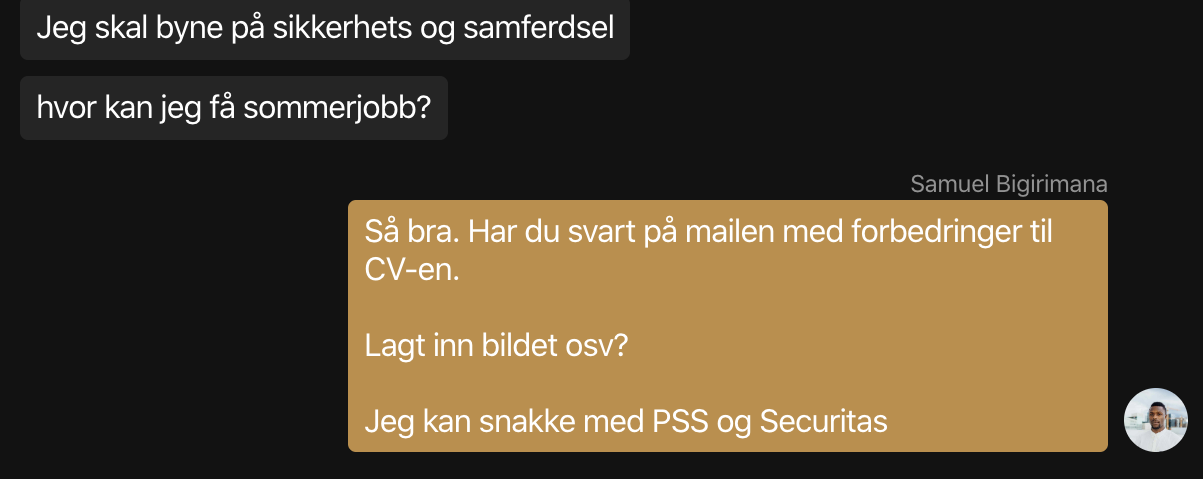 Jeg skal byne på sikkerhets og samferdsel
hvor kan jeg få sommerjobb?
Samuel Bigirimana
Så bra. Har du svart på mailen med forbedringer til
CV-en.
Lagt inn bildet osv?
Jeg kan snakke med PSS og Securitas